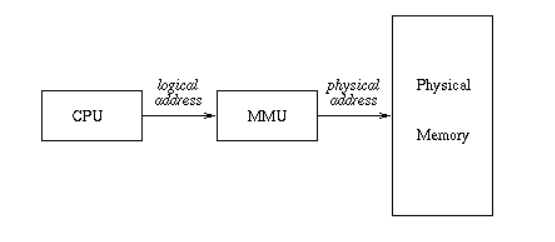 logical
address
physical
address
CPU
MMU
Physical
Memory